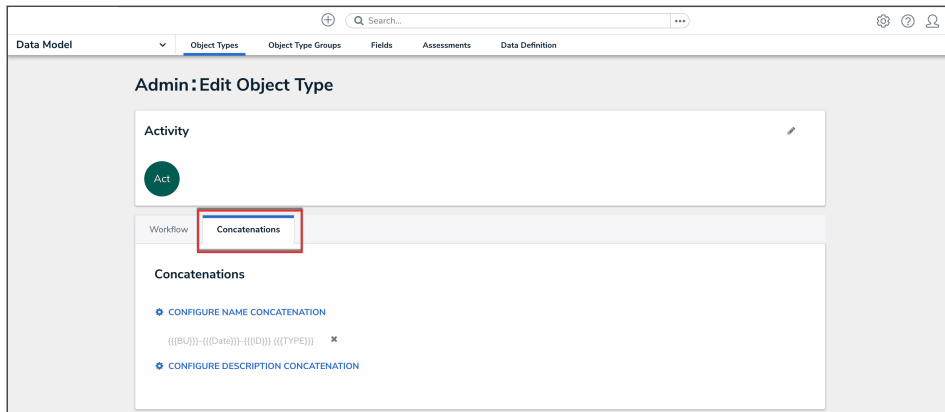 Search...
Data Model Object Types Object Type Groups Fields Assessments Data Definition
Admin:Edit Object Type
Activity
Act
Workflow Concatenations
Concatenations
CONFIGURE NAME CONCATENATION
{{{BU}}}-{{{Date}}}-{{{ID}}} {{{TYPE}}}
CONFIGURE DESCRIPTION CONCATENATION